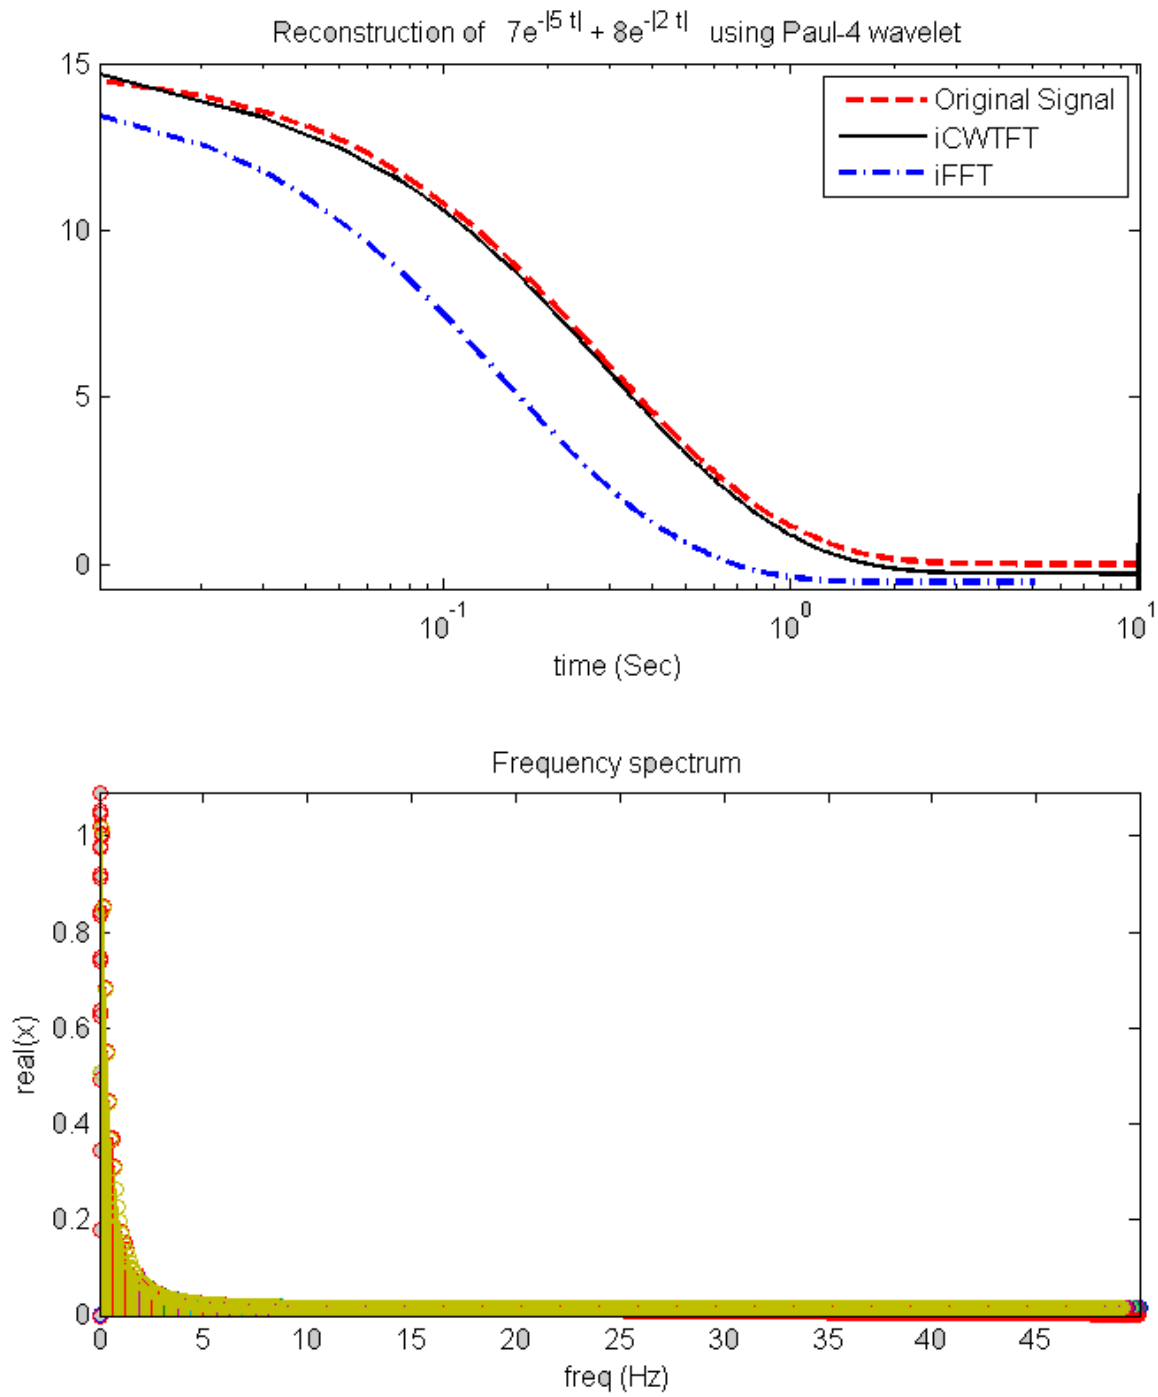 Reconstruction of 7e^-|5 t| + 8e^-|2 t| using Paul-4 wavelet
15
10
5
0
Original Signal
iCWTFT
iFFT
10^-1 10^0 10^1
time (Sec)
Frequency spectrum
1
0.8
0.6
0.4
0.2
0
real(x)
0 5 10 15 20 25 30 35 40 45
freq (Hz)